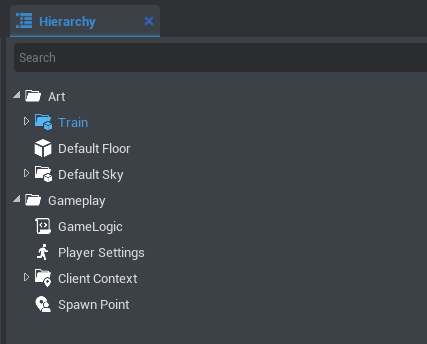 Hierarchy
Search
Art
Train
Default Floor
Default Sky
Gameplay
GameLogic
Player Settings
Client Context
Spawn Point